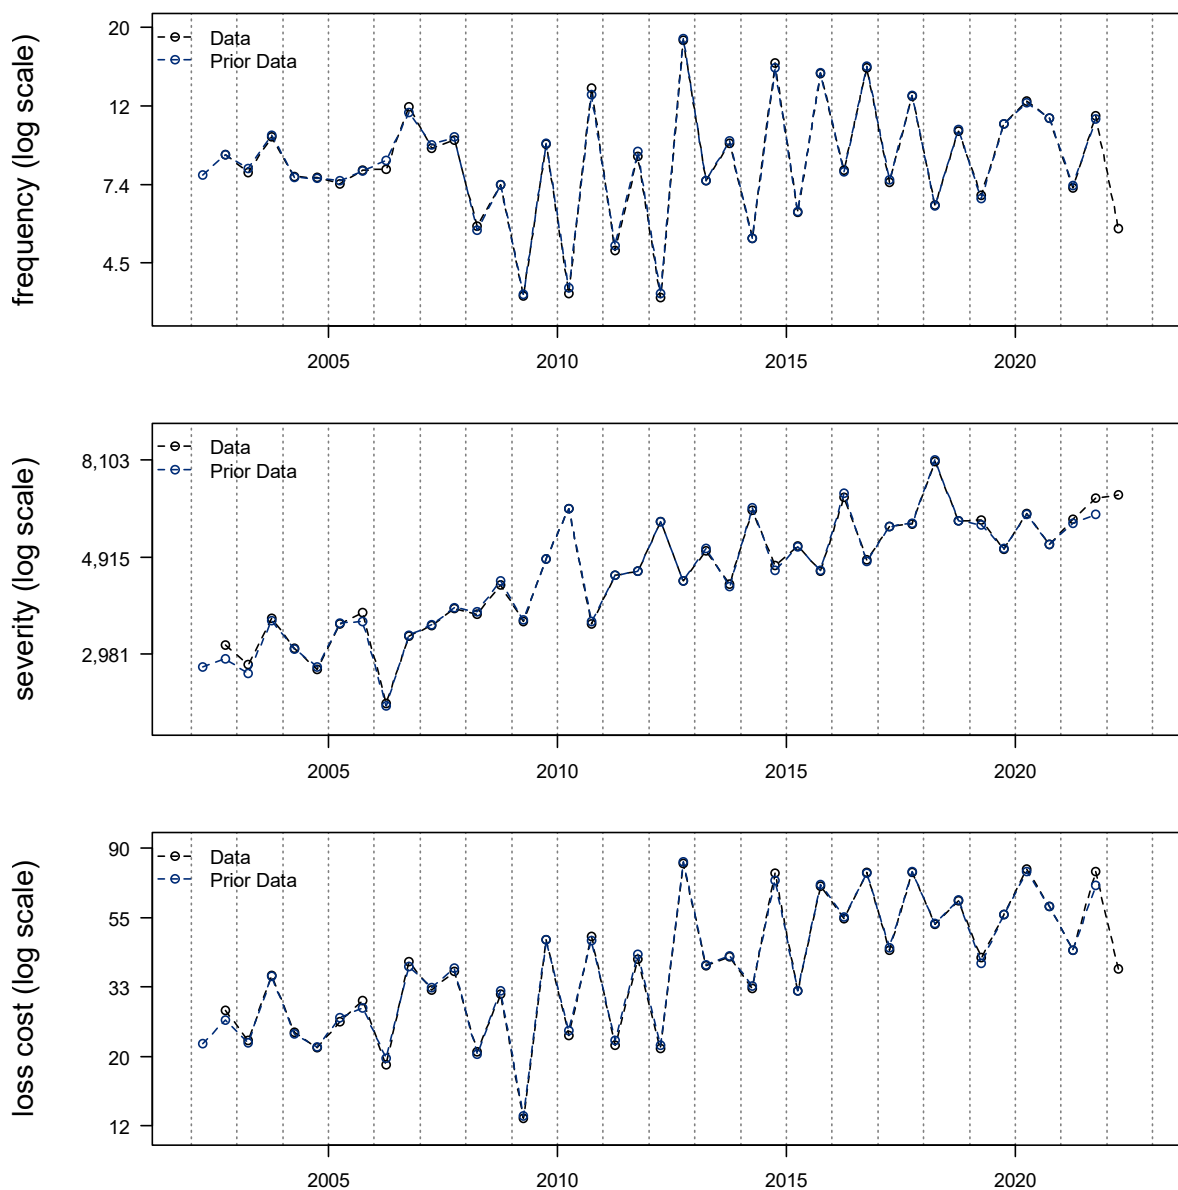 frequency (log scale)
20
12
7.4
4.5
Data
Prior Data
2005 2010 2015 2020
severity (log scale)
8,103
4,915
2,981
Data
Prior Data
2005 2010 2015 2020
loss cost (log scale)
90
55
33
20
12
Data
Prior Data
2005 2010 2015 2020